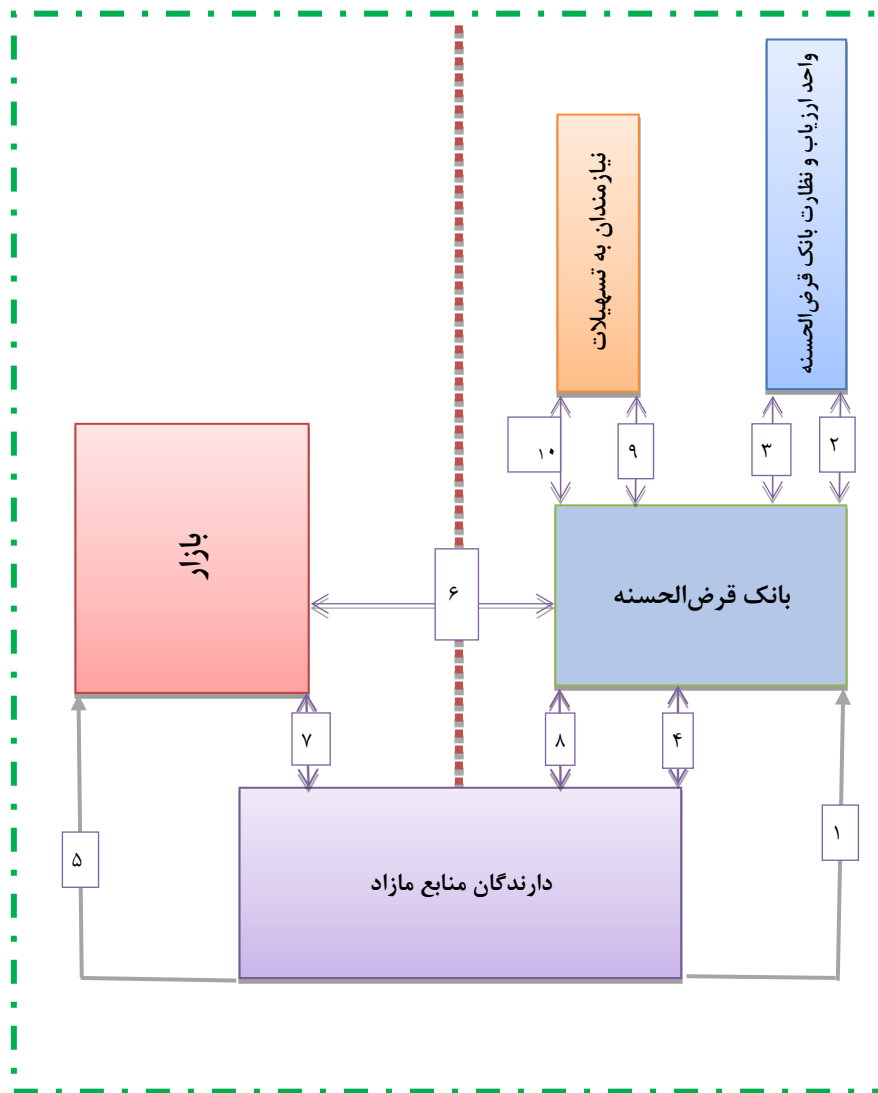 واحد ارزیاب و نظارت بانک قرض‌الحسنه
نیازمندان به تسهیلات
۲
۳
۹
۱۰
بازار
۶
بانک قرض‌الحسنه
۷
۸
۴
۵
۱
دارندگان منابع مازاد